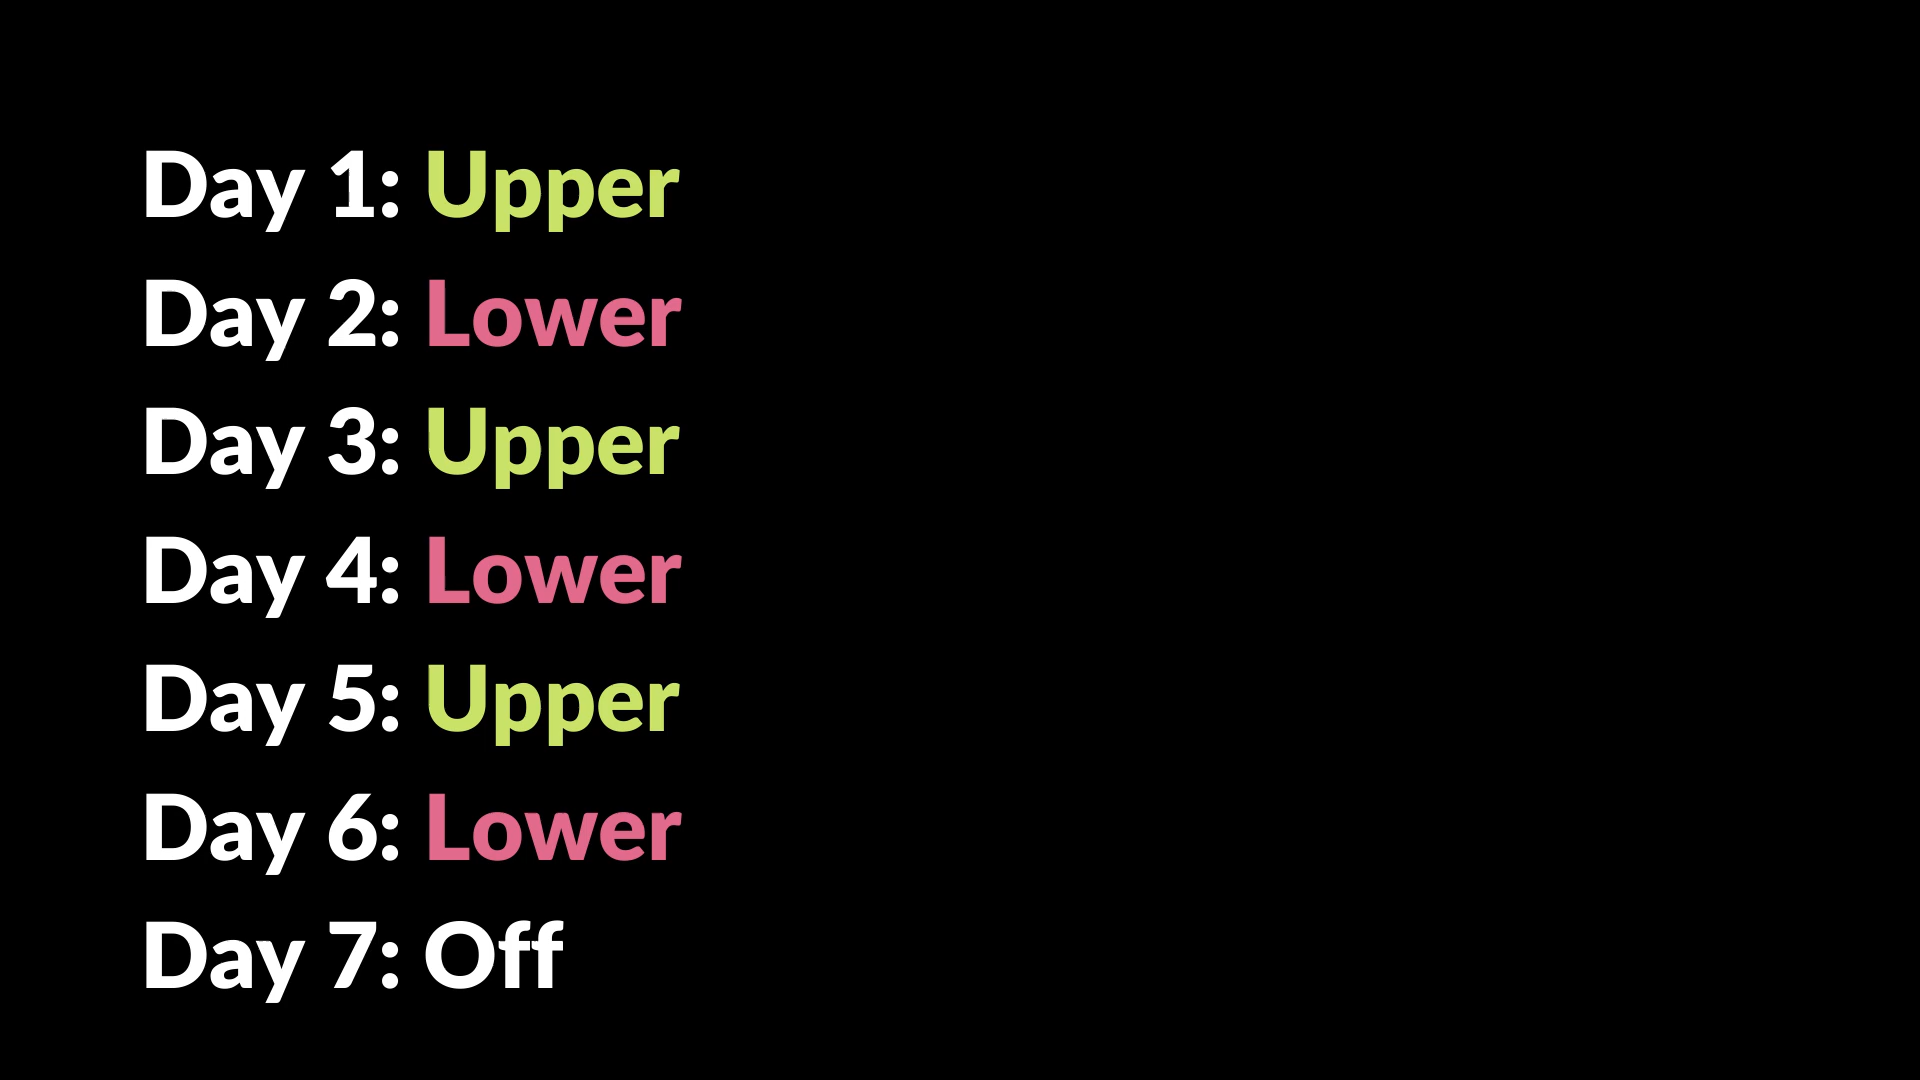 Day 1: Upper
Day 2: Lower
Day 3: Upper
Day 4: Lower
Day 5: Upper
Day 6: Lower
Day 7: Off